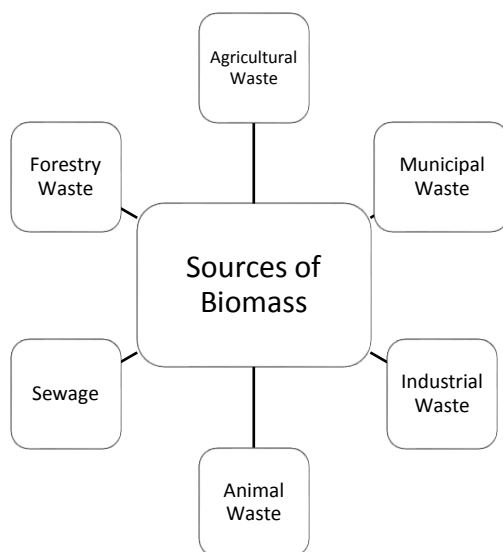 Agricultural
Waste
Forestry
Waste
Municipal
Waste
Sources of
Biomass
Sewage
Industrial
Waste
Animal
Waste